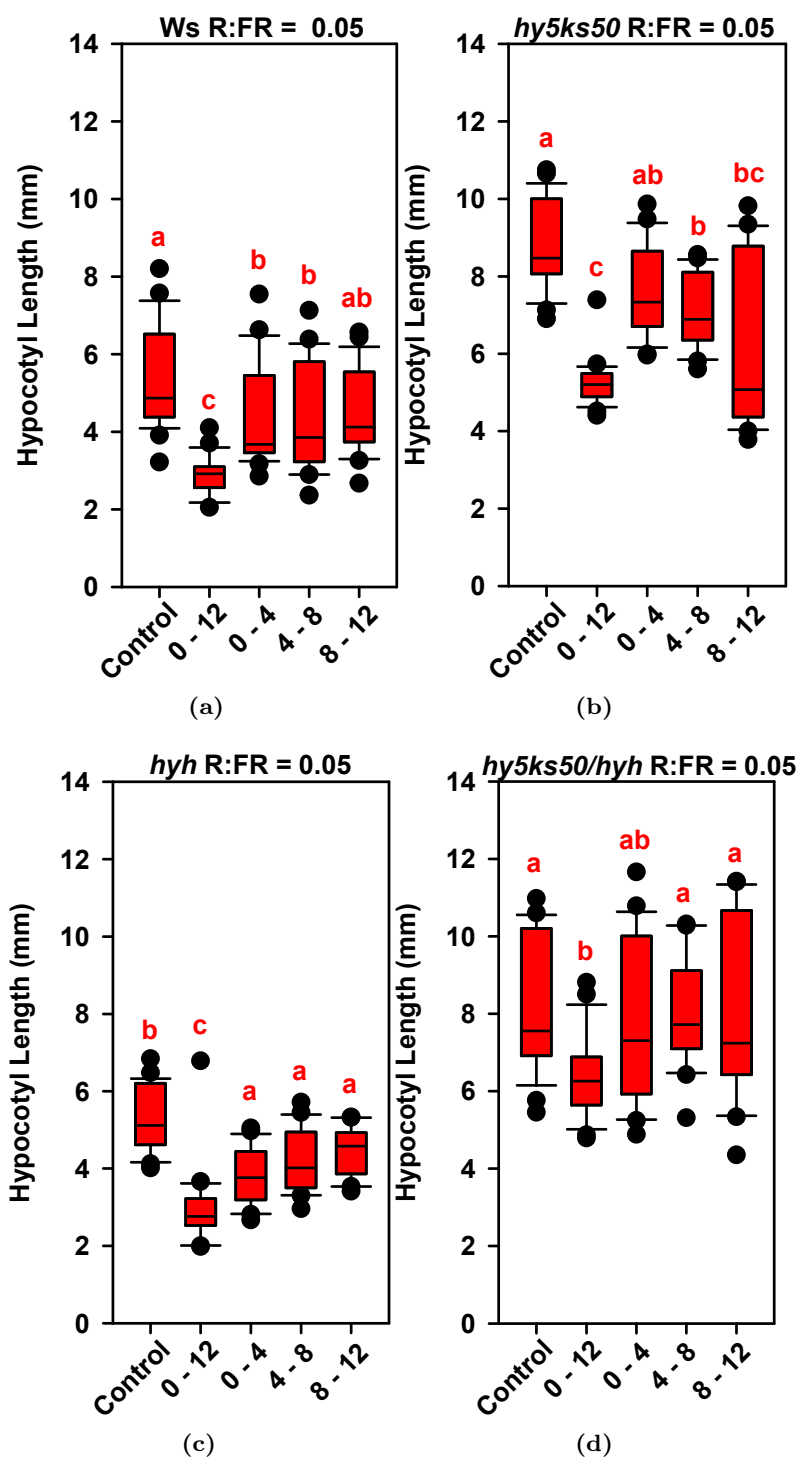 Ws R:FR =  0.05
Hypocotyl Length (mm)
14
12
10
8
6
4
2
0
a
c
b
b
ab
Control
0 - 12
0 - 4
4 - 8
8 - 12
(a)
hy5ks50 R:FR = 0.05
Hypocotyl Length (mm)
14
12
10
8
6
4
2
0
a
c
ab
b
bc
Control
0 - 12
0 - 4
4 - 8
8 - 12
(b)
hyh R:FR = 0.05
Hypocotyl Length (mm)
14
12
10
8
6
4
2
0
b
c
a
a
a
Control
0 - 12
0 - 4
4 - 8
8 - 12
(c)
hy5ks50/hyh R:FR = 0.05
Hypocotyl Length (mm)
14
12
10
8
6
4
2
0
a
b
ab
a
a
Control
0 - 12
0 - 4
4 - 8
8 - 12
(d)